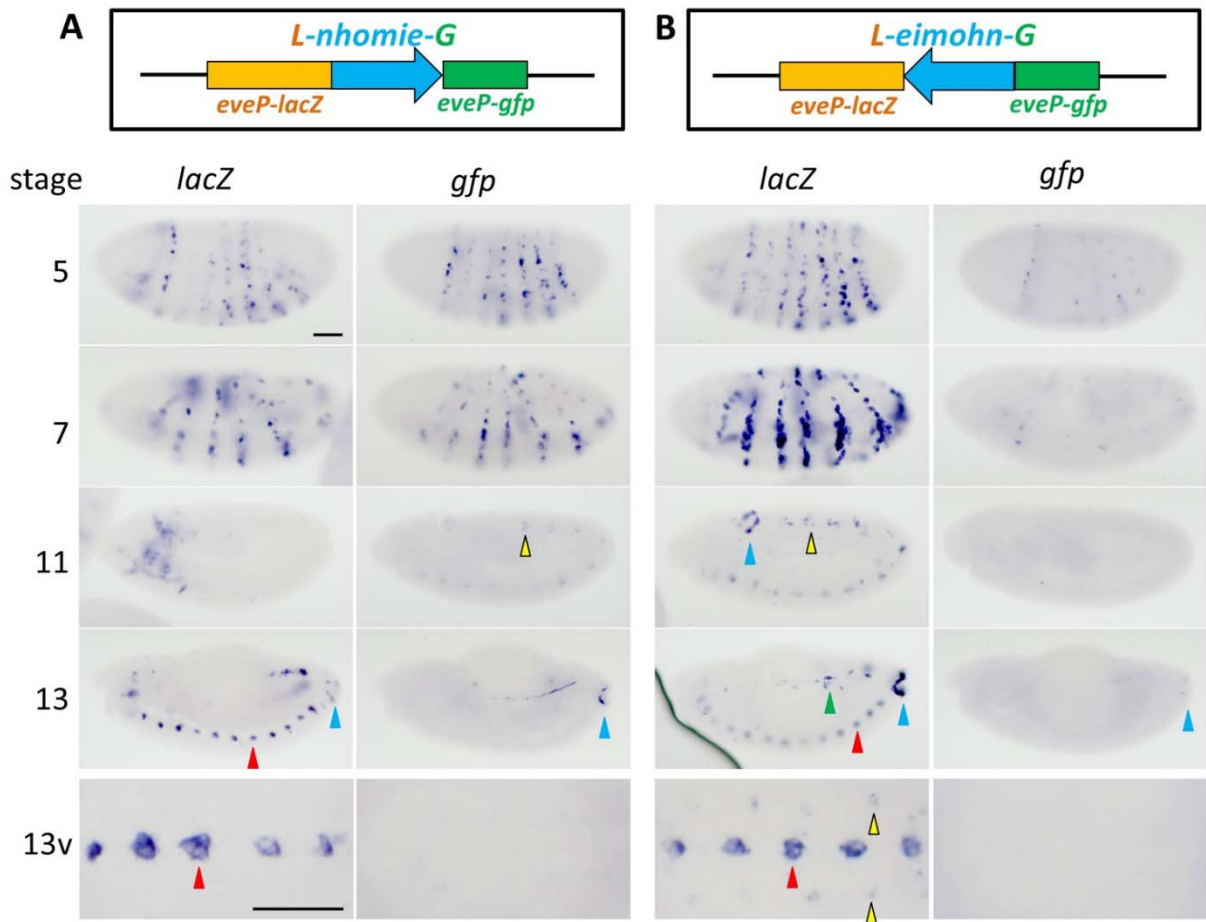 A
L-nhomie-G
eveP-lacZ eveP-gfp
B
L-eimohn-G
eveP-lacZ eveP-gfp
stage lacZ gfp lacZ gfp
5
7
11
13
13v